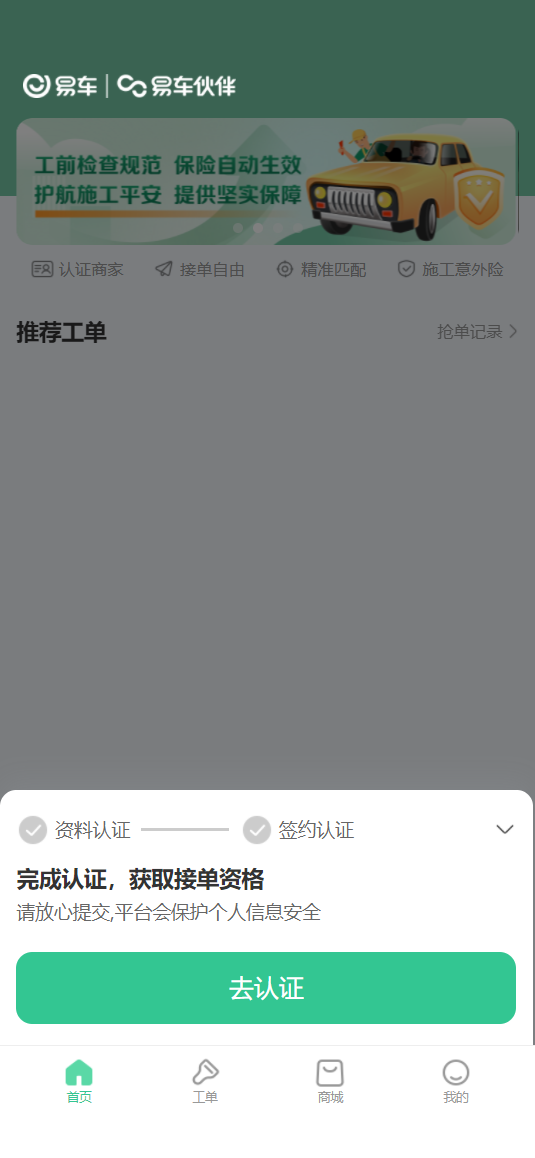 易车 | 易车伙伴
工前检查规范 保险自动生效
护航施工平安 提供坚实保障
认证商家 接单自由 精准匹配 施工意外险
推荐工单 抢单记录
资料认证 签约认证
完成认证，获取接单资格
请放心提交,平台会保护个人信息安全
去认证
首页 工单 商城 我的